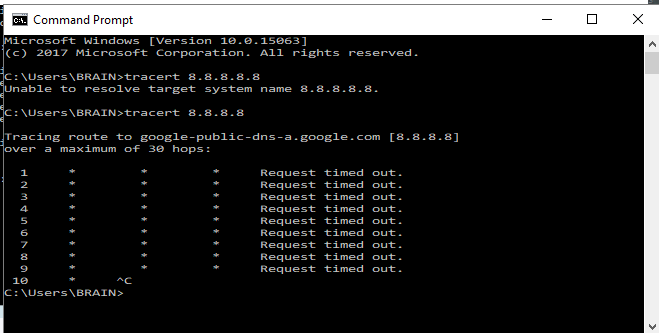 Command Prompt
Microsoft Windows [Version 10.0.15063]
(c) 2017 Microsoft Corporation. All rights reserved.
C:\Users\BRAIN>tracert 8.8.8.8.8
Unable to resolve target system name 8.8.8.8.8.
C:\Users\BRAIN>tracert 8.8.8.8
Tracing route to google-public-dns-a.google.com [8.8.8.8]
over a maximum of 30 hops:
1 * * * Request timed out.
2 * * * Request timed out.
3 * * * Request timed out.
4 * * * Request timed out.
5 * * * Request timed out.
6 * * * Request timed out.
7 * * * Request timed out.
8 * * * Request timed out.
9 * * * Request timed out.
10 * ^C
C:\Users\BRAIN>